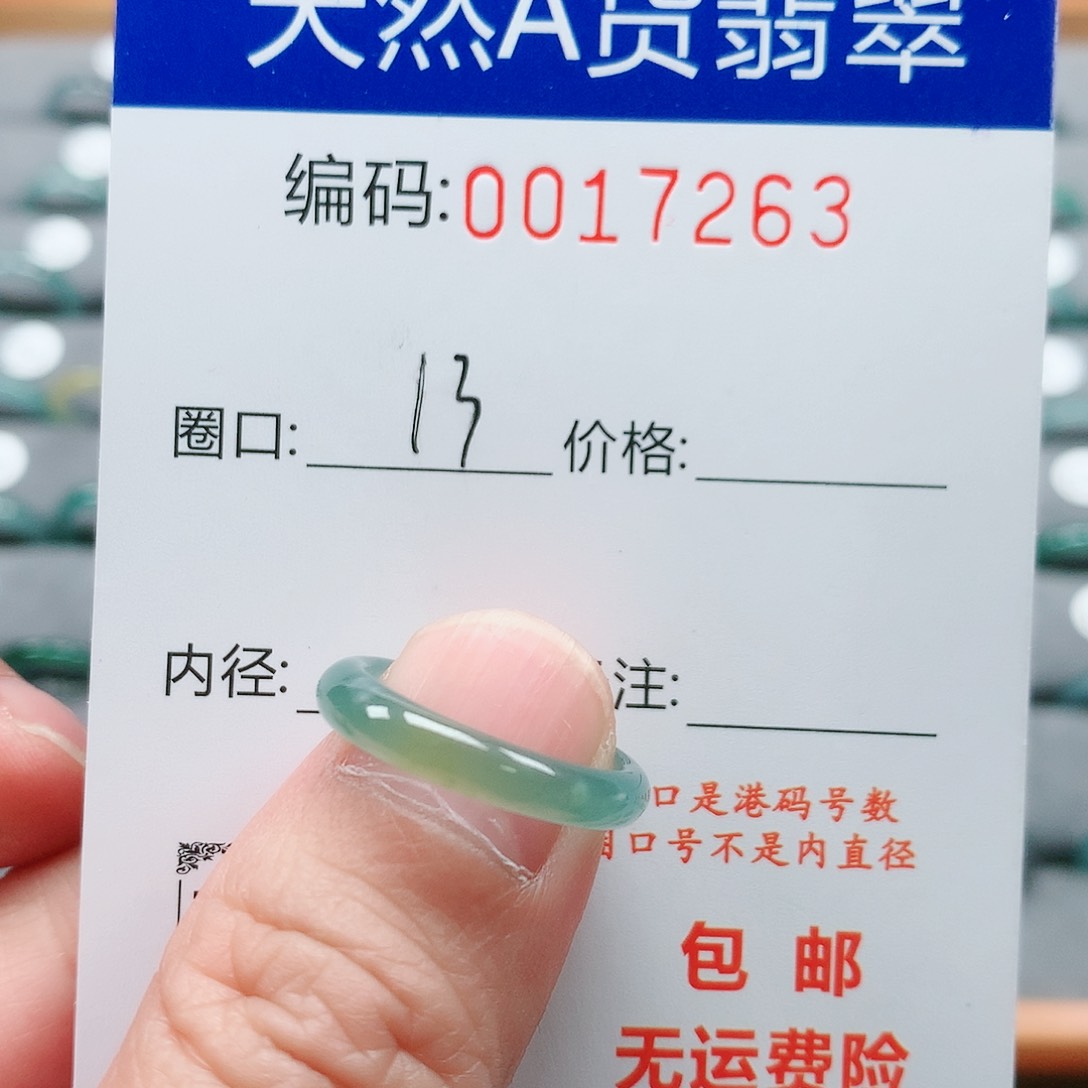 天然A货翡翠
编码:0017263
圈口: 13 价格:
内径: 注:
口是港码号数
口号不是内直径
包 邮
无运费险